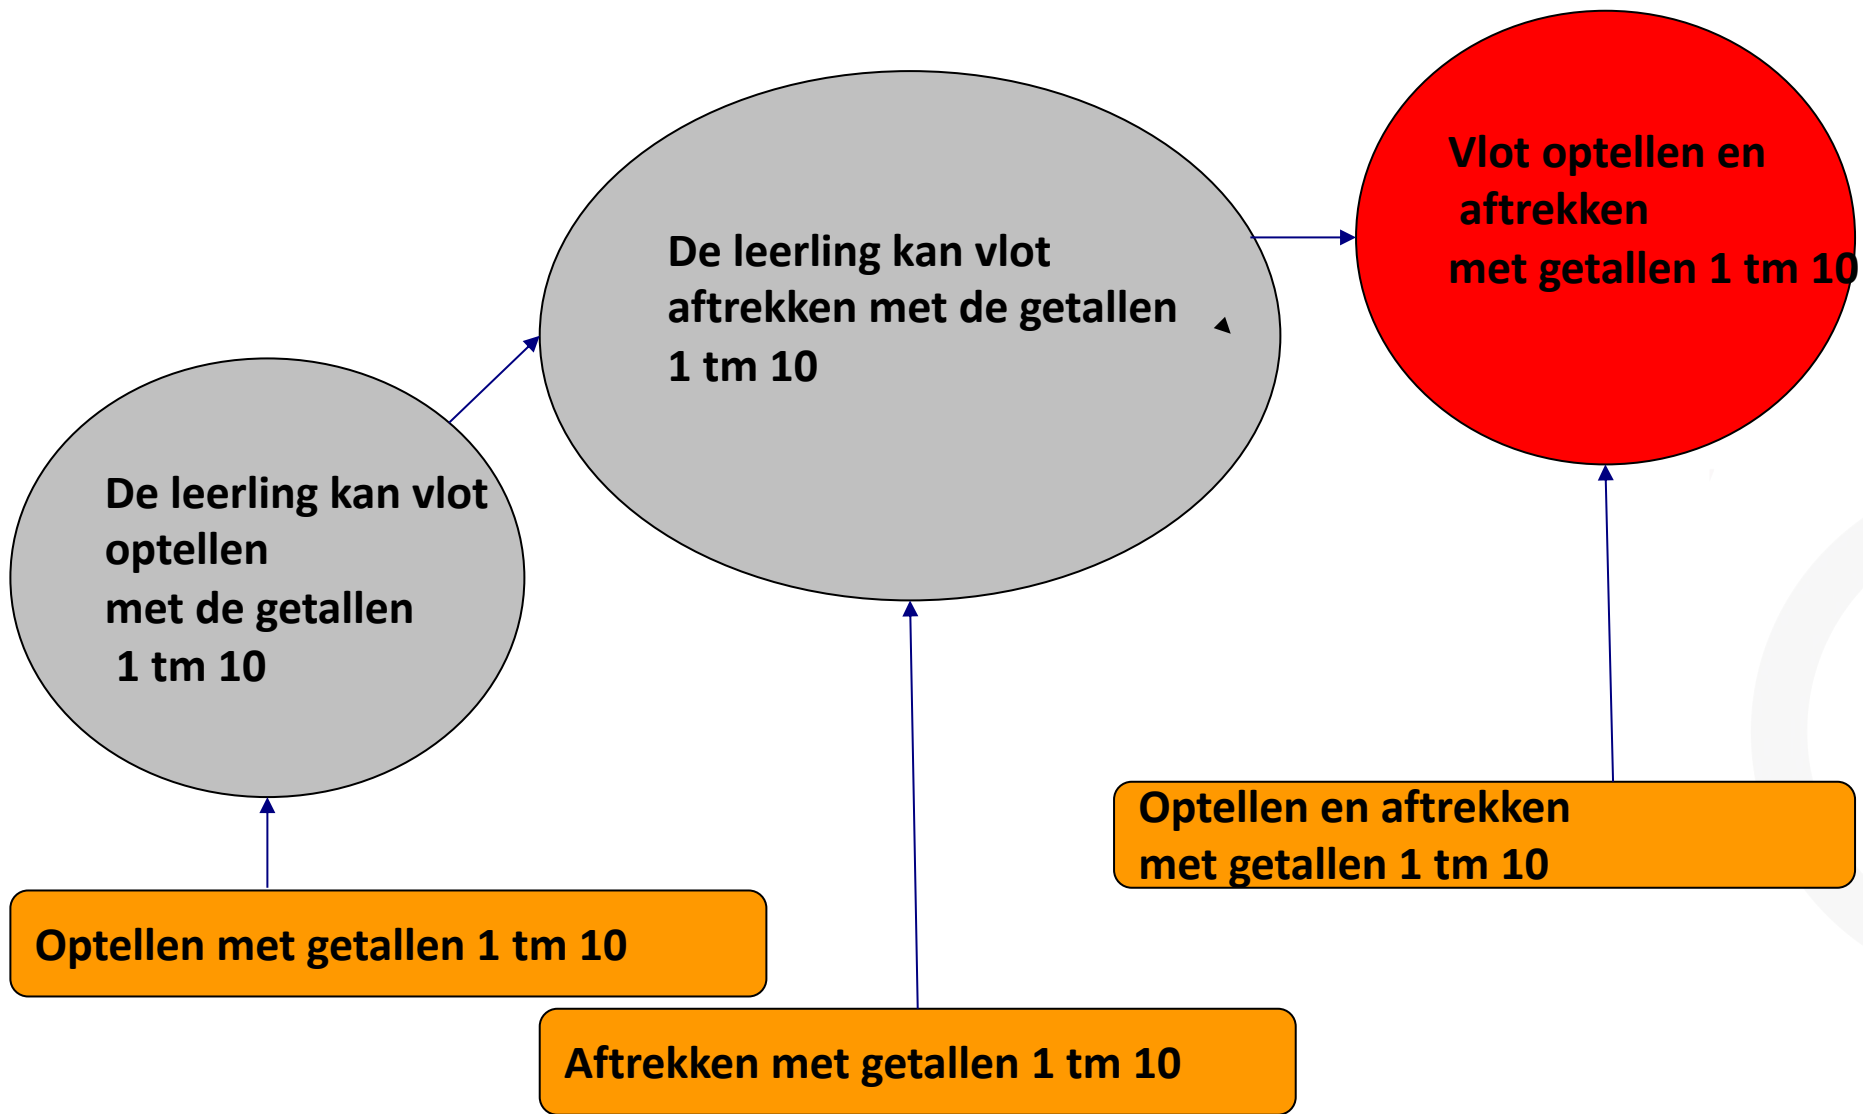 De leerling kan vlot
optellen
met de getallen
1 tm 10
De leerling kan vlot
aftrekken met de getallen
1 tm 10
Vlot optellen en
aftrekken
met getallen 1 tm 10
Optellen met getallen 1 tm 10
Aftrekken met getallen 1 tm 10
Optellen en aftrekken
met getallen 1 tm 10